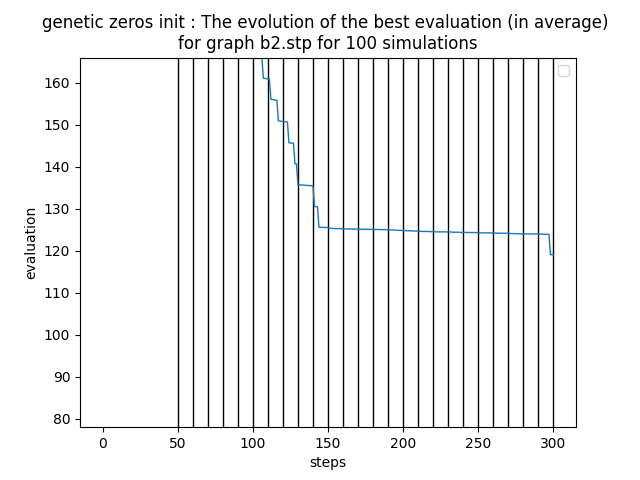 genetic zeros init : The evolution of the best evaluation (in average)
for graph b2.stp for 100 simulations
160
150
140
130
120
110
100
90
80
evaluation
0 50 100 150 200 250 300
steps